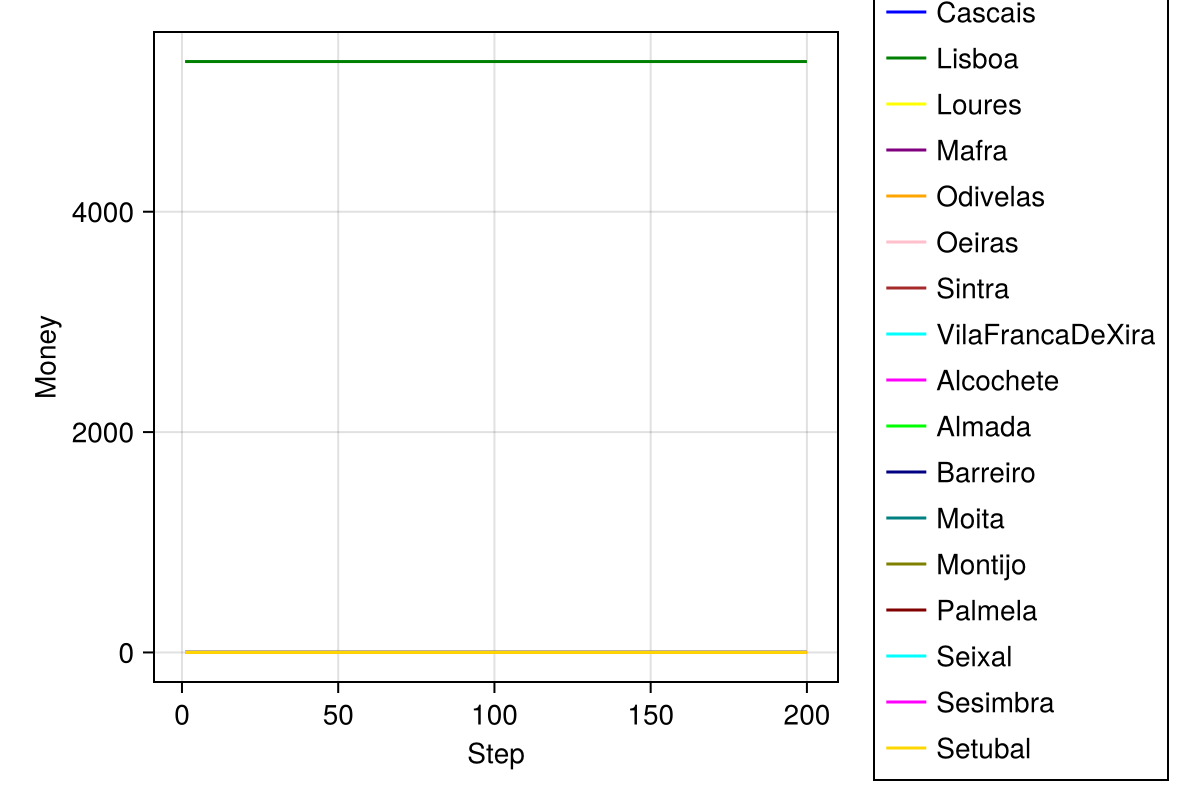 4000
2000
0
0
50
100
150
200
Money
Step
Cascais
Lisboa
Loures
Mafra
Odivelas
Oeiras
Sintra
VilaFrancaDeXira
Alcochete
Almada
Barreiro
Moita
Montijo
Palmela
Seixal
Sesimbra
Setubal